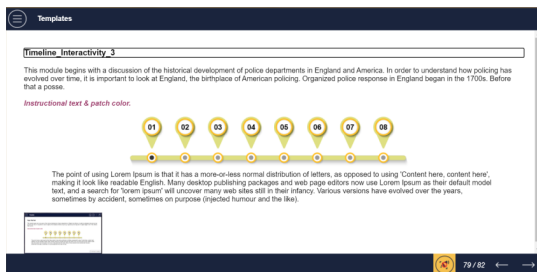 Templates
Timeline_Interactivity_3
This module begins with a discussion of the historical development of police departments in England and America. In order to understand how policing has
evolved over time, it is important to look at England, the birthplace of American policing. Organized police response in England began in the 1700s. Before
that a posse.
Instructional text & patch color.
01 02 03 04 05 06 07 08
The point of using Lorem Ipsum is that it has a more-or-less normal distribution of letters, as opposed to using 'Content here, content here',
making it look like readable English. Many desktop publishing packages and web page editors now use Lorem Ipsum as their default model
text, and a search for 'lorem ipsum' will uncover many web sites still in their infancy. Various versions have evolved over the years,
sometimes by accident, sometimes on purpose (injected humour and the like).
79 / 82